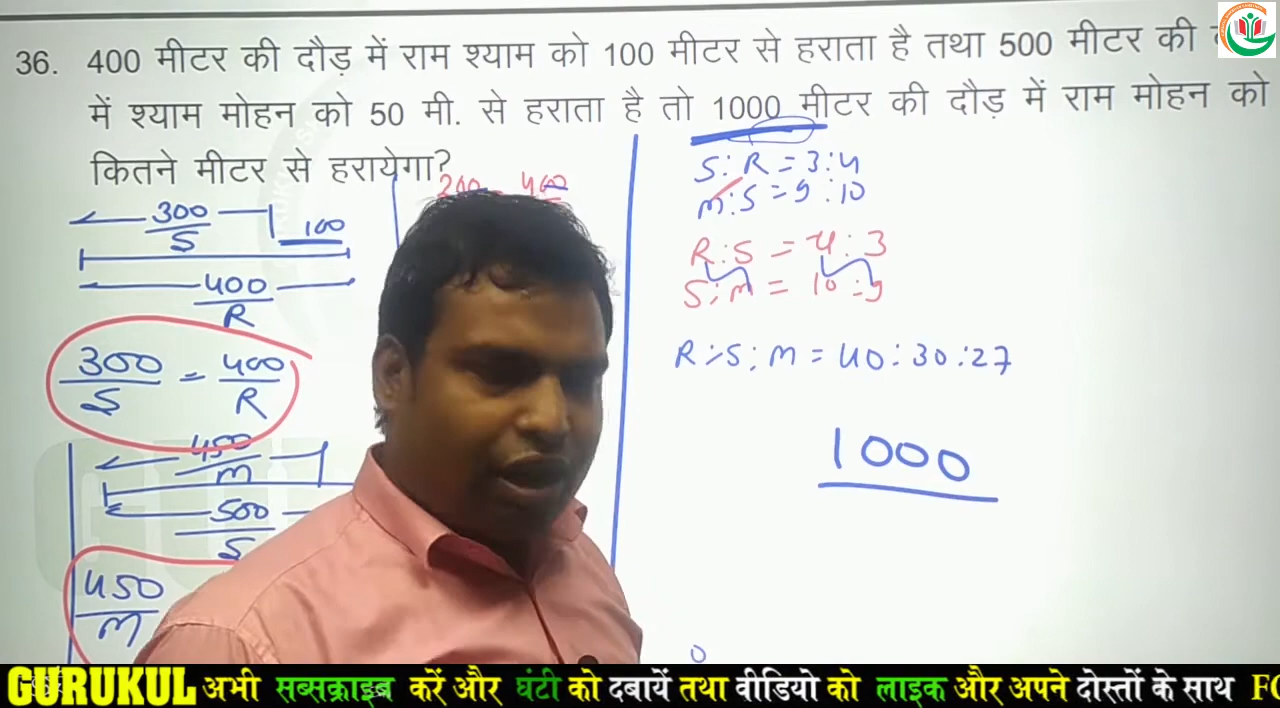 36. 400 मीटर की दौड़ में राम श्याम को 100 मीटर से हराता है तथा 500 मीटर की
में श्याम मोहन को 50 मी. से हराता है तो 1000 मीटर की दौड़ में राम मोहन को
कितने मीटर से हरायेगा?
300
S
100
400
R
300/S = 400/R
450
m
500
S
450
m
300 400
S:R = 3:4
m:S = 9:10
R:S = 4:3
S:m = 10:9
R:S:M = 40:30:27
1000
GURUKUL अभी सब्सक्राइब करें और घंटी को दबायें तथा वीडियो को लाइक और अपने दोस्तों के साथ